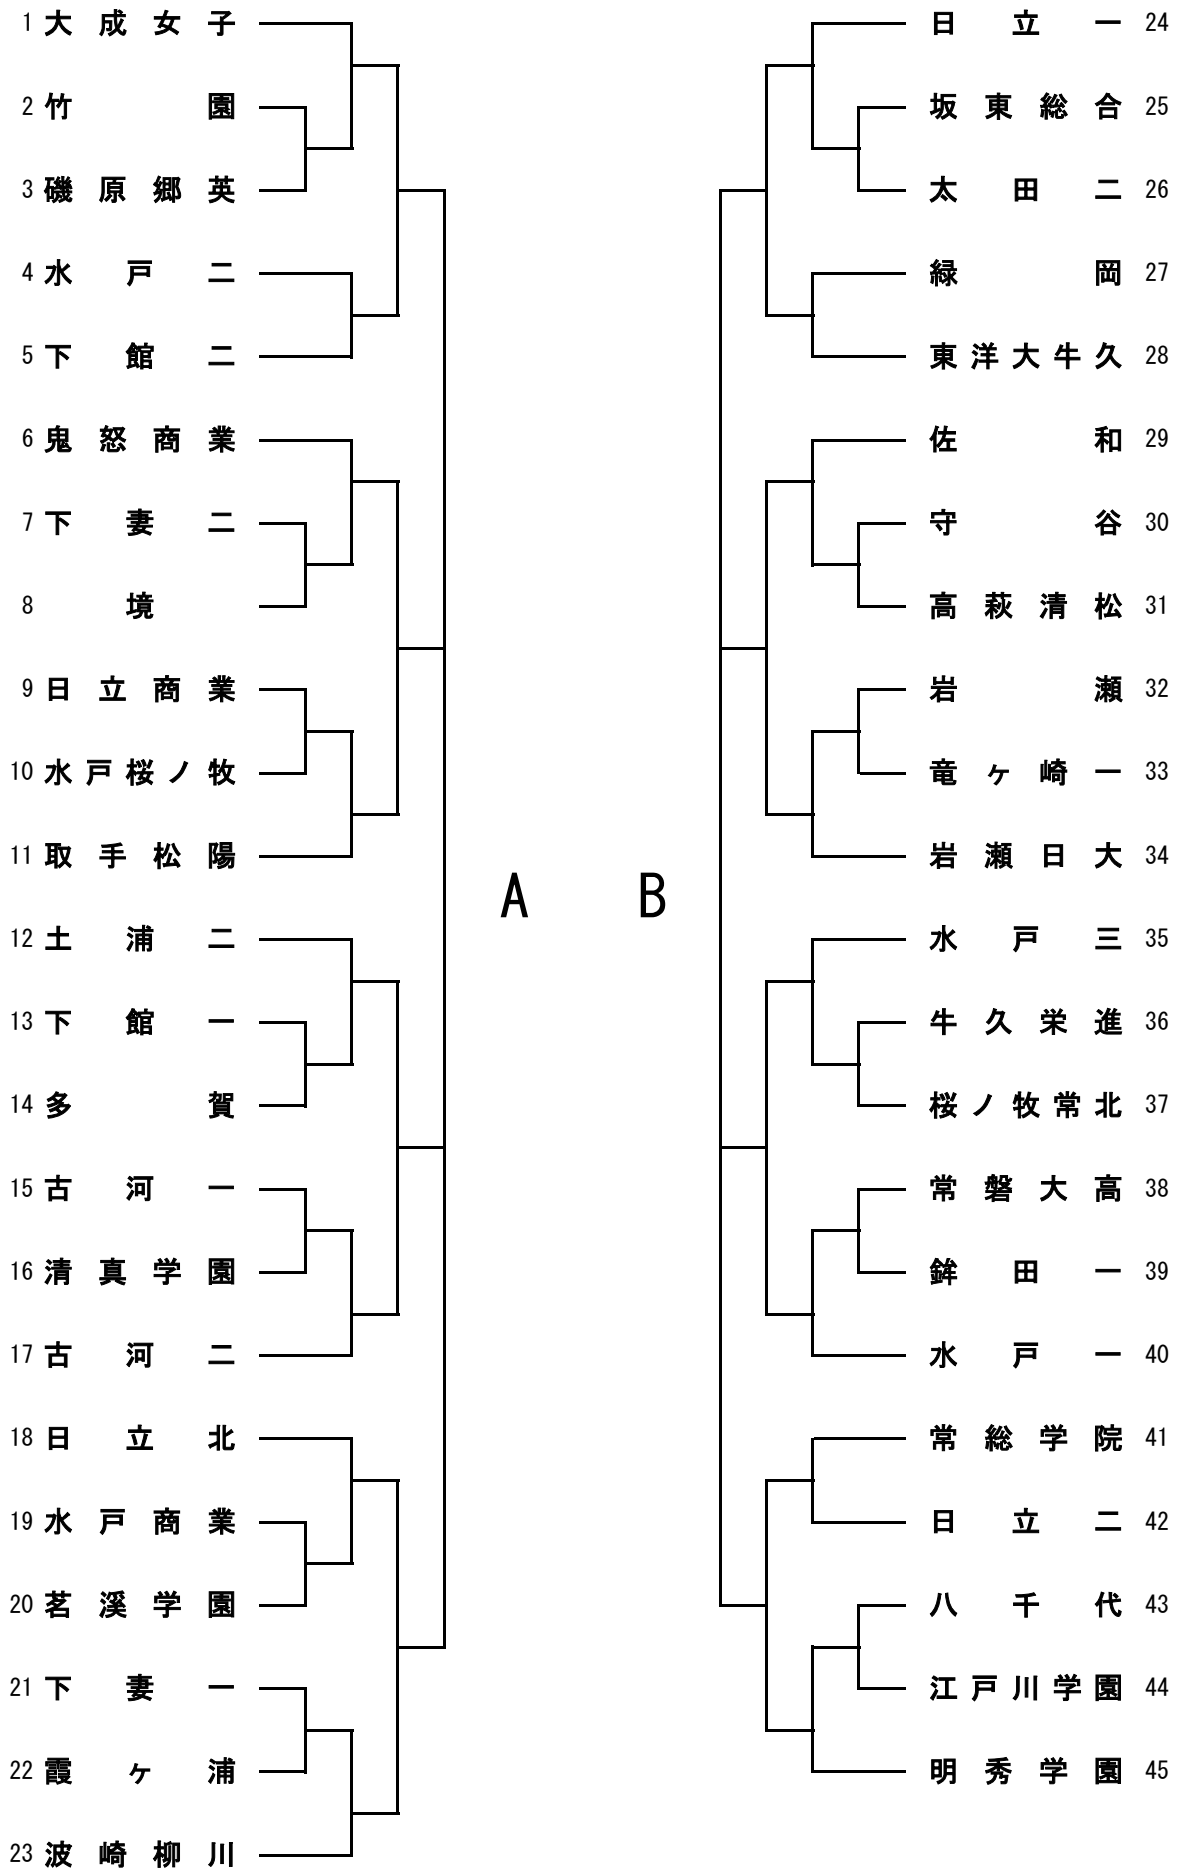 1 大成女子
2 竹園
3 磯原郷英
4 水戸二
5 下館二
6 鬼怒商業
7 下妻二
8 境
9 日立商業
10 水戸桜ノ牧
11 取手松陽
12 土浦二
13 下館一
14 多賀
15 古河一
16 清真学園
17 古河二
18 日立北
19 水戸商業
20 茗溪学園
21 下妻一
22 霞ヶ浦
23 波崎柳川
A B
日立一 24
坂東総合 25
太田二 26
緑岡 27
東洋大牛久 28
佐和 29
守谷 30
高萩清松 31
岩瀬 32
竜ヶ崎一 33
岩瀬日大 34
水戸三 35
牛久栄進 36
桜ノ牧常北 37
常磐大高 38
鉾田一 39
水戸一 40
常総学院 41
日立二 42
八千代 43
江戸川学園 44
明秀学園 45